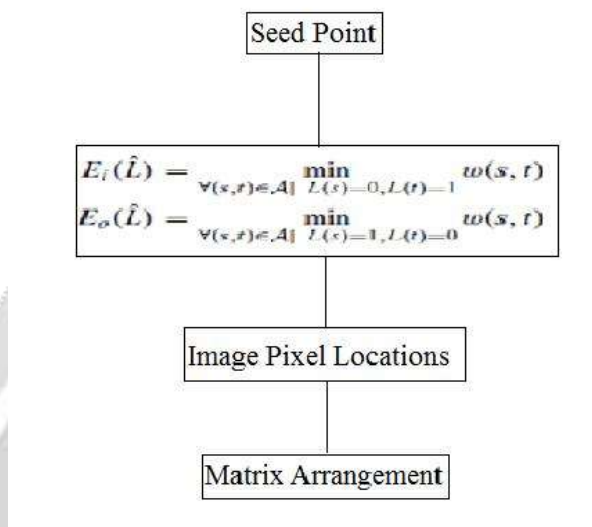 Seed Point
E_i(L̂) = min_{∀(s,t)∈A| L(s)=0,L(t)=1} w(s, t)
E_o(L̂) = min_{∀(s,t)∈A| L(s)=1,L(t)=0} w(s, t)
Image Pixel Locations
Matrix Arrangement